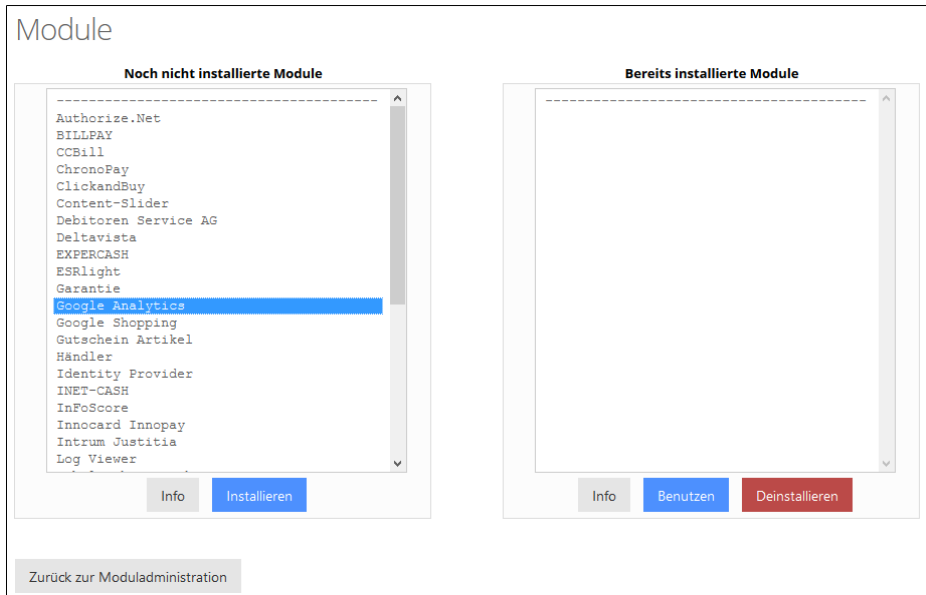 Module
Noch nicht installierte Module
----------------------------------------
Authorize.Net
BILLPAY
CCBill
ChronoPay
ClickandBuy
Content-Slider
Debitoren Service AG
Deltavista
EXPERCASH
ESRlight
Garantie
Google Analytics
Google Shopping
Gutschein Artikel
Händler
Identity Provider
INET-CASH
InFoScore
Innocard Innopay
Intrum Justitia
Log Viewer
Info Installieren
Bereits installierte Module
----------------------------------------
Info Benutzen Deinstallieren
Zurück zur Moduladministration